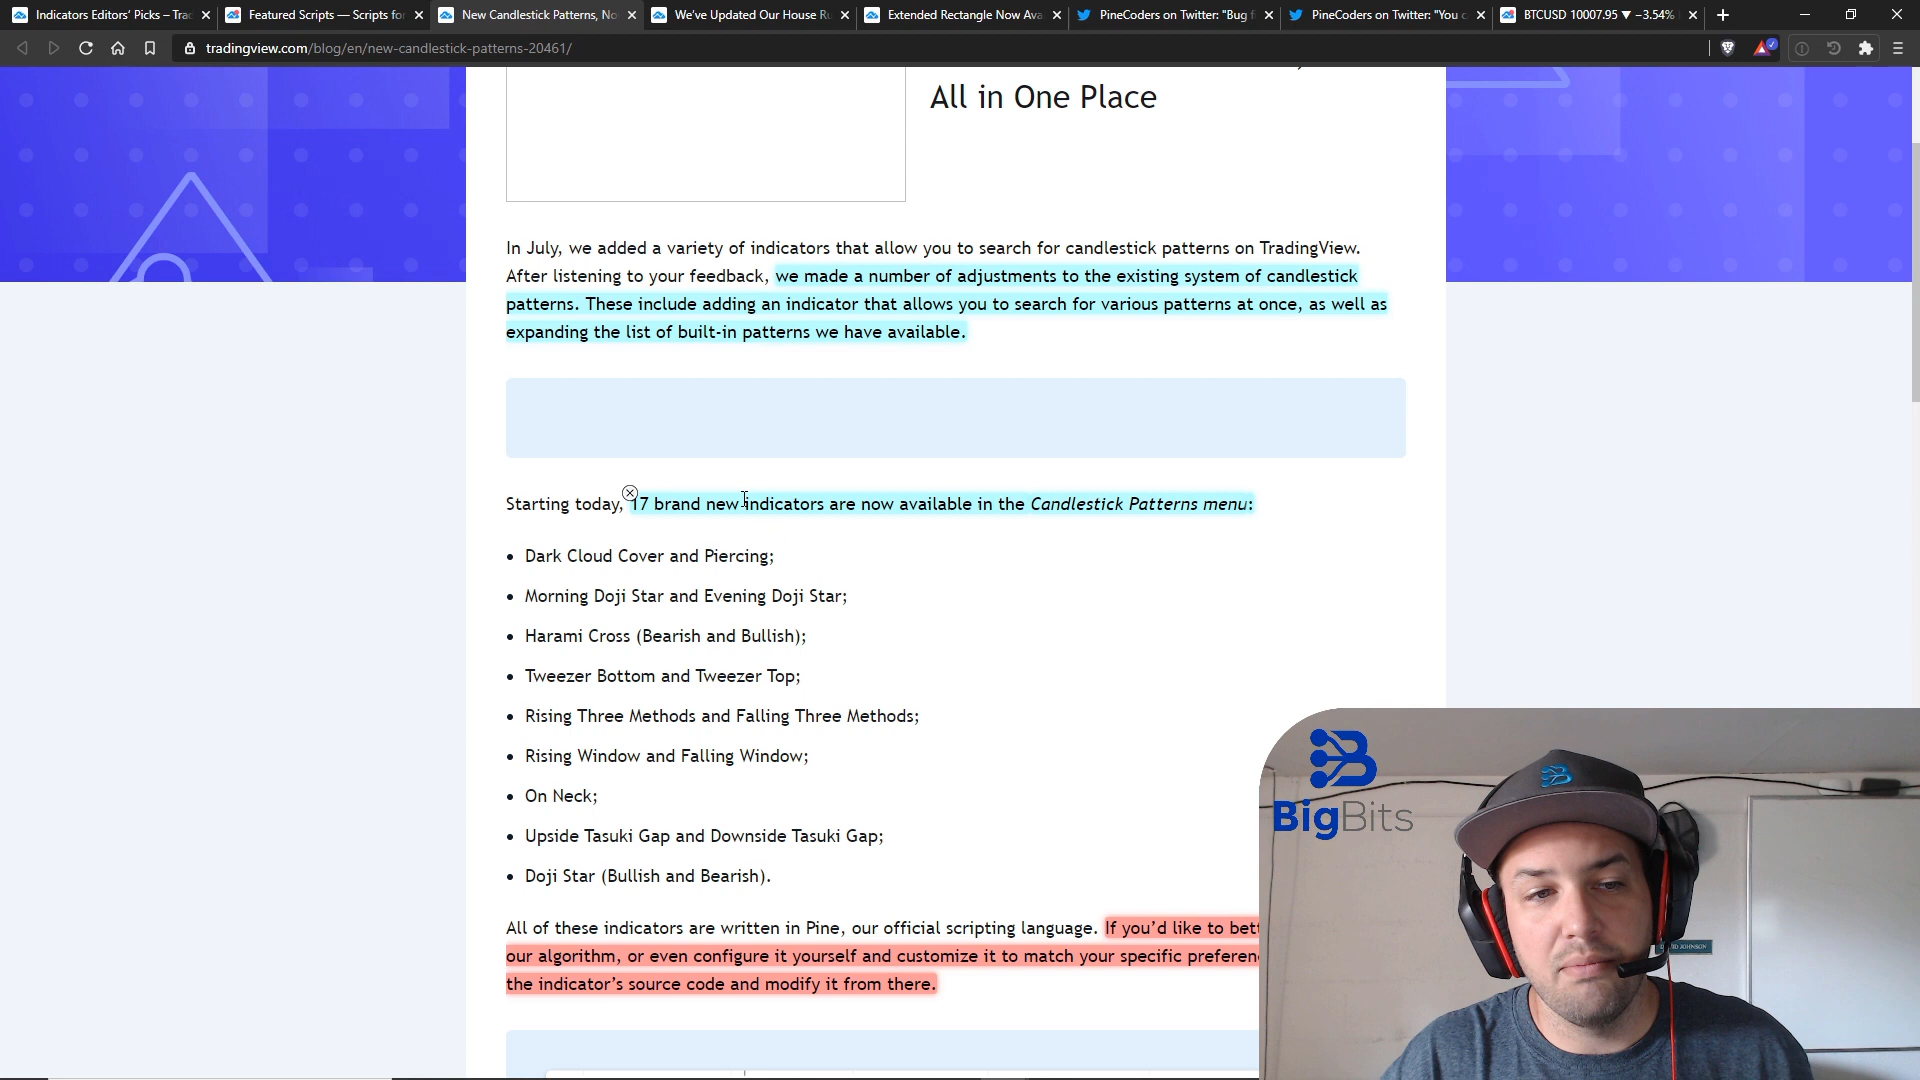 Indicators Editors' Picks – Tra
Featured Scripts — Scripts for
New Candlestick Patterns, No
We've Updated Our House Ru
Extended Rectangle Now Ava
PineCoders on Twitter: "Bug f
PineCoders on Twitter: "You c
BTCUSD 10007.95 ▼ −3.54%
tradingview.com/blog/en/new-candlestick-patterns-20461/
All in One Place
In July, we added a variety of indicators that allow you to search for candlestick patterns on TradingView.
After listening to your feedback, we made a number of adjustments to the existing system of candlestick
patterns. These include adding an indicator that allows you to search for various patterns at once, as well as
expanding the list of built-in patterns we have available.
Starting today, 17 brand new indicators are now available in the Candlestick Patterns menu:
• Dark Cloud Cover and Piercing;
• Morning Doji Star and Evening Doji Star;
• Harami Cross (Bearish and Bullish);
• Tweezer Bottom and Tweezer Top;
• Rising Three Methods and Falling Three Methods;
• Rising Window and Falling Window;
• On Neck;
• Upside Tasuki Gap and Downside Tasuki Gap;
• Doji Star (Bullish and Bearish).
All of these indicators are written in Pine, our official scripting language. If you'd like to bett
our algorithm, or even configure it yourself and customize it to match your specific preferen
the indicator's source code and modify it from there.
BigBits
JOHNSON